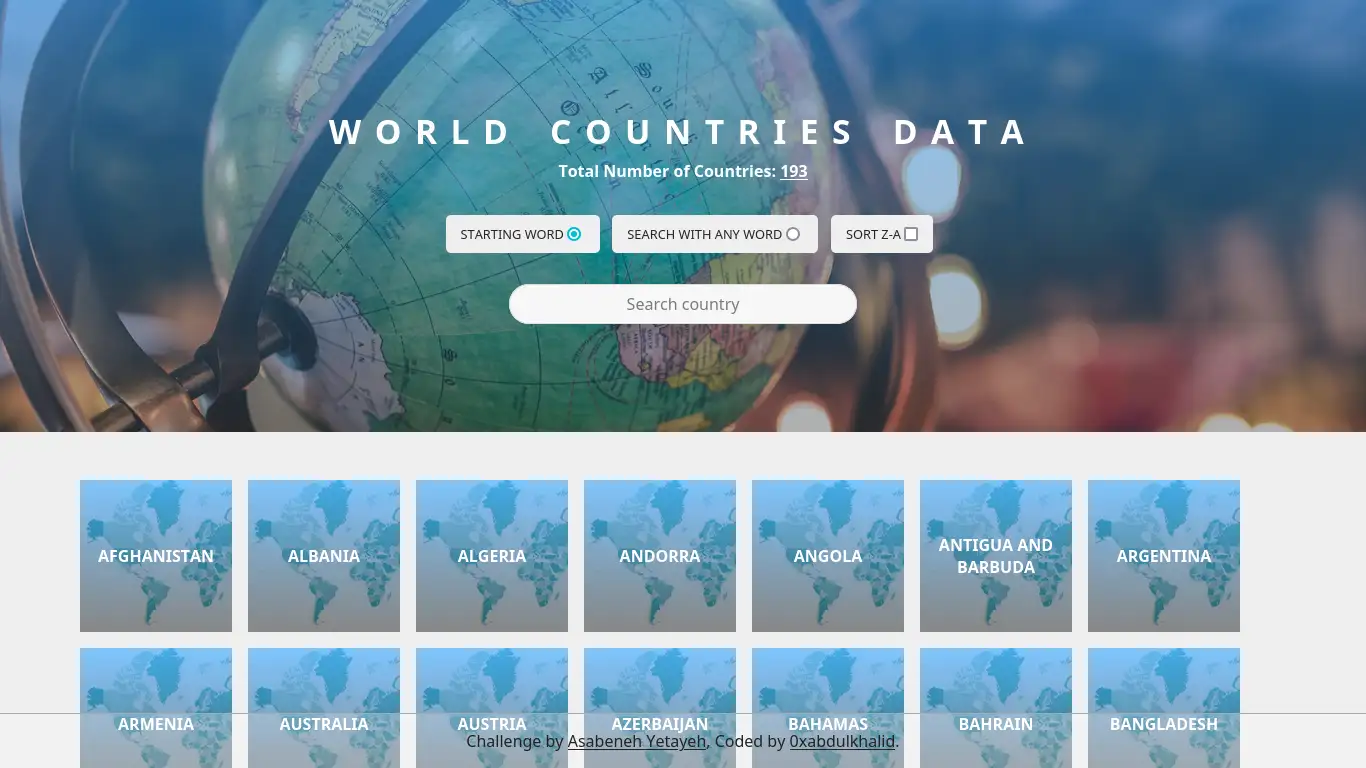 WORLD COUNTRIES DATA
Total Number of Countries: 193
STARTING WORD
SEARCH WITH ANY WORD
SORT Z-A
Search country
AFGHANISTAN
ALBANIA
ALGERIA
ANDORRA
ANGOLA
ANTIGUA AND
BARBUDA
ARGENTINA
ARMENIA
AUSTRALIA
AUSTRIA
AZERBAIJAN
BAHAMAS
BAHRAIN
BANGLADESH
Challenge by Asabeneh Yetayeh, Coded by 0xabdulkhalid.